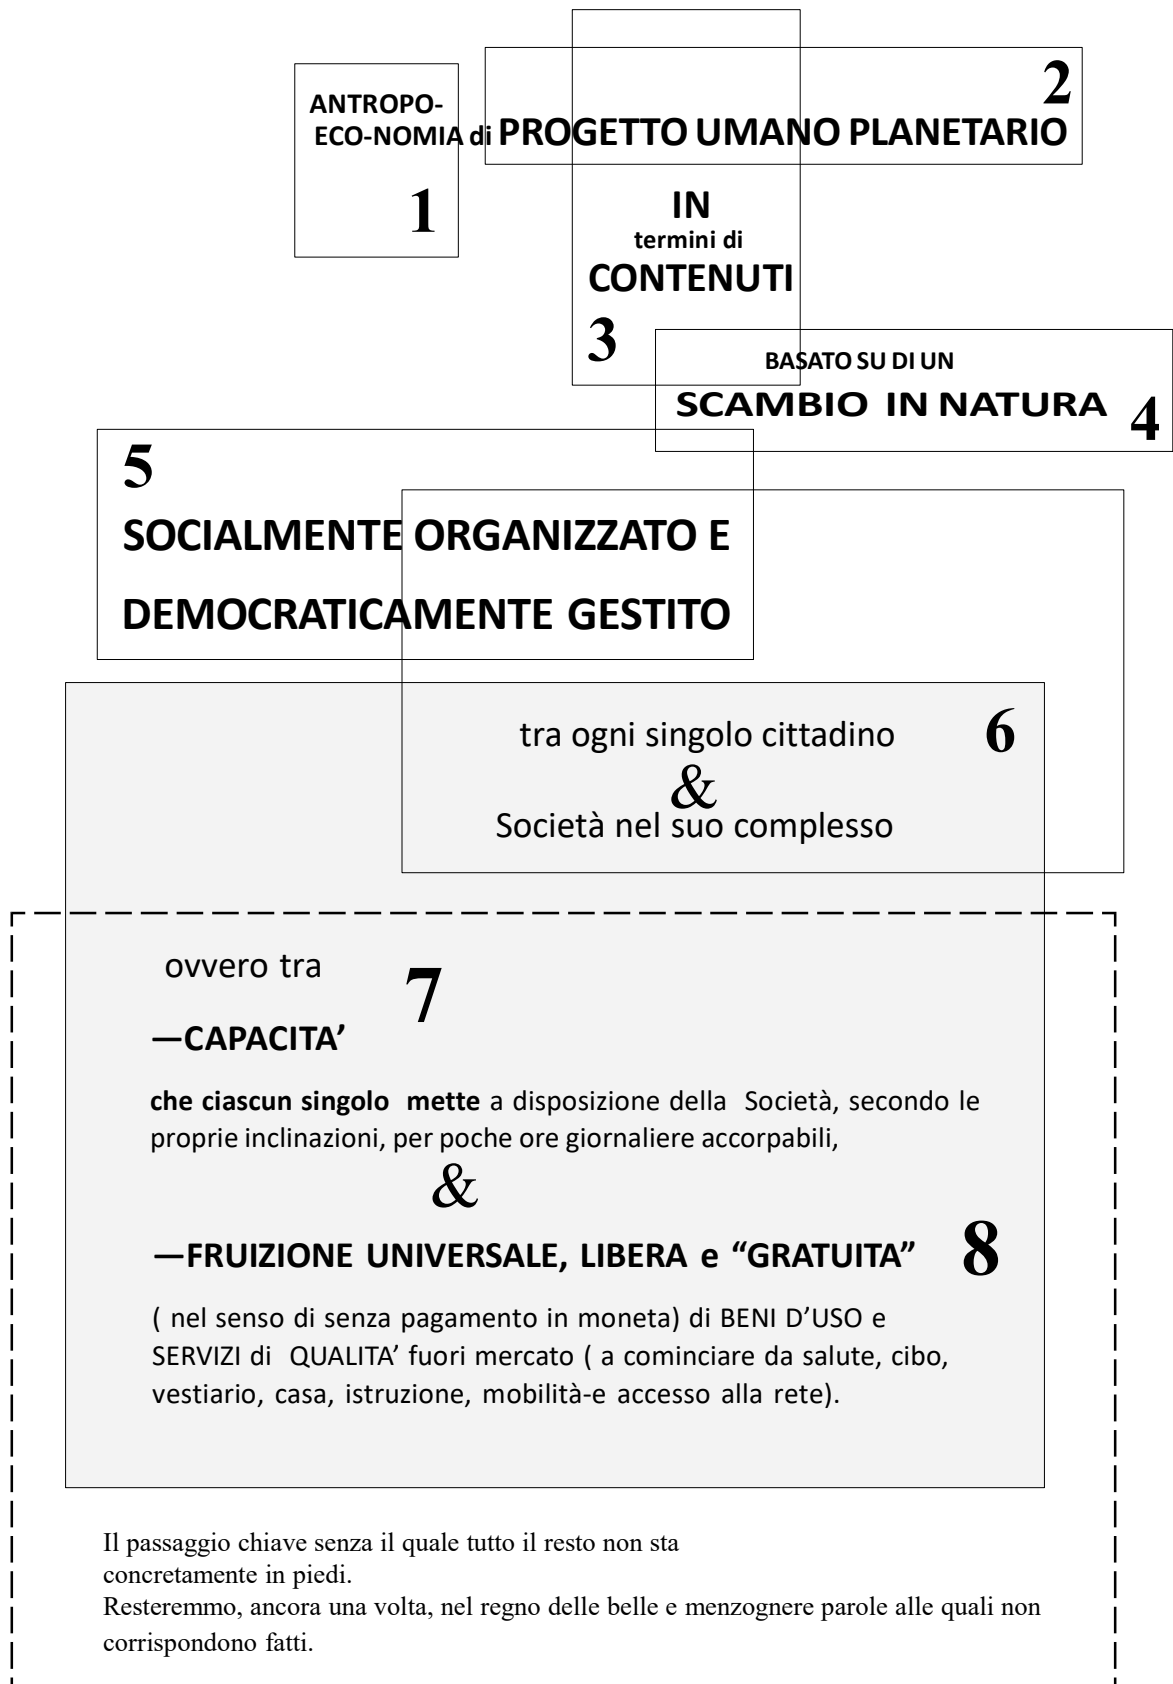 2
ANTROPO-
ECO-NOMIA di PROGETTO UMANO PLANETARIO
1
IN
termini di
CONTENUTI
3
BASATO SU DI UN
SCAMBIO IN NATURA
4
5
SOCIALMENTE ORGANIZZATO E
DEMOCRATICAMENTE GESTITO
tra ogni singolo cittadino
6
&
Società nel suo complesso
ovvero tra
7
—CAPACITA’
che ciascun singolo mette a disposizione della Società, secondo le
proprie inclinazioni, per poche ore giornaliere accorpabili,
&
—FRUIZIONE UNIVERSALE, LIBERA e “GRATUITA”
8
( nel senso di senza pagamento in moneta) di BENI D’USO e
SERVIZI di QUALITA’ fuori mercato ( a cominciare da salute, cibo,
vestiario, casa, istruzione, mobilità-e accesso alla rete).
Il passaggio chiave senza il quale tutto il resto non sta
concretamente in piedi.
Resteremmo, ancora una volta, nel regno delle belle e menzognere parole alle quali non
corrispondono fatti.